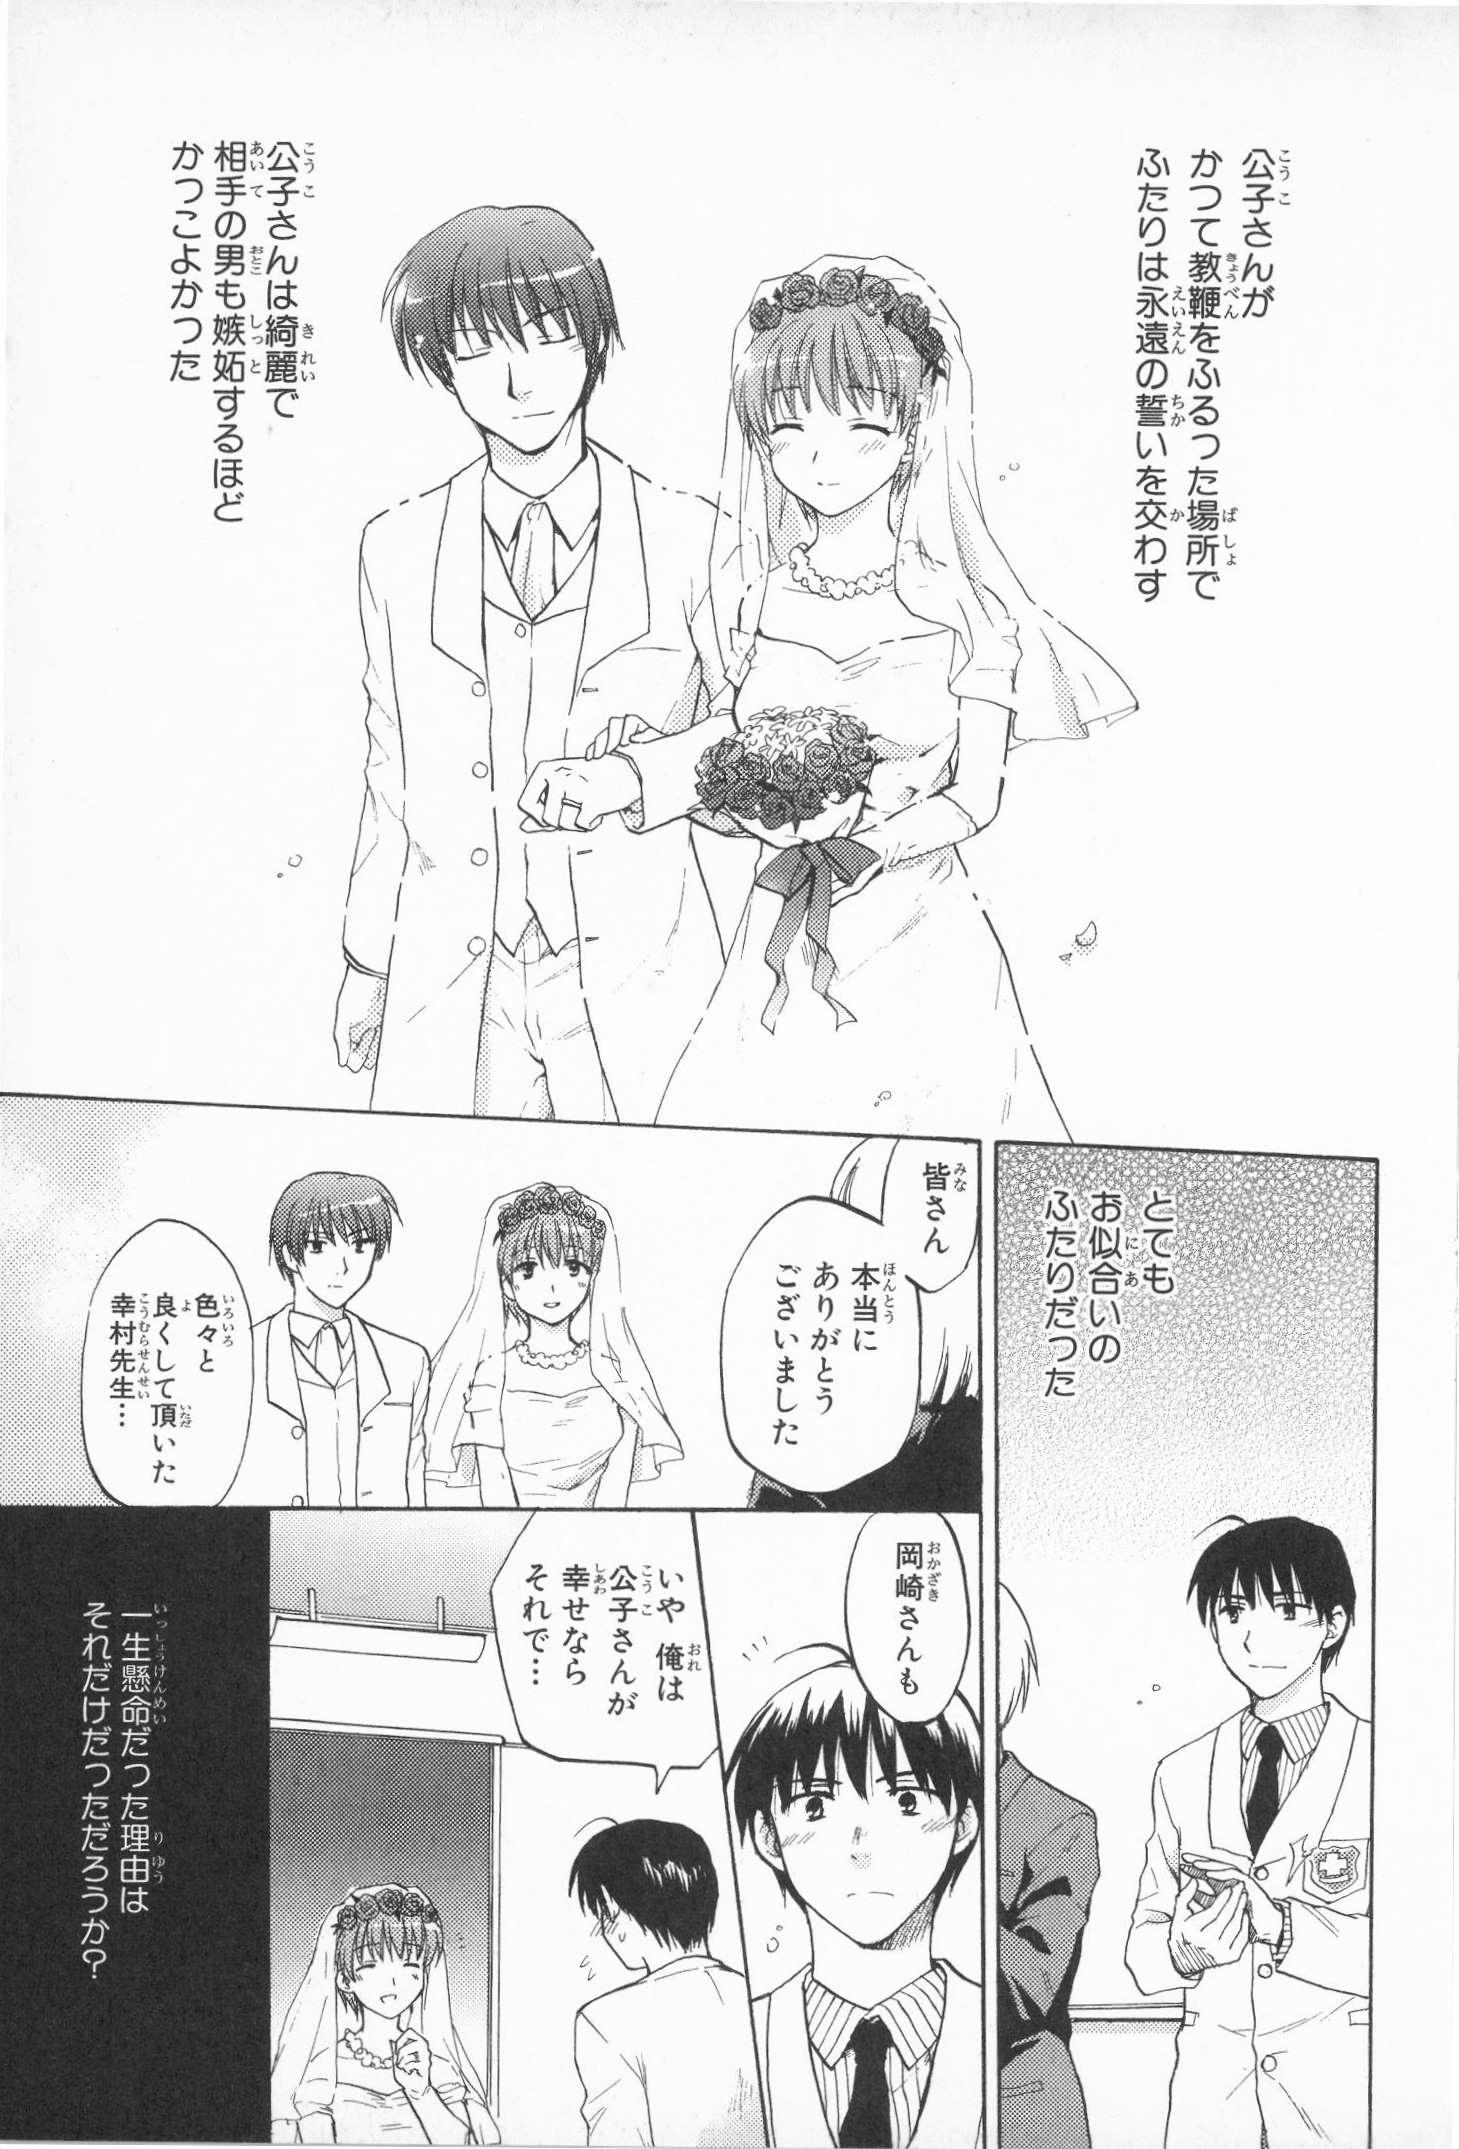 公子さんが
かつて教鞭をふるった場所で
ふたりは永遠の誓いを交わす
公子さんは綺麗で
相手の男も嫉妬するほど
かっこよかった
とても
お似合いの
ふたりだった
皆さん
本当に
ありがとう
ございました
色々と
良くして頂いた
幸村先生…
岡崎さんも
いや 俺は
公子さんが
幸せなら
それで…
一生懸命だった理由は
それだけだっただろうか?